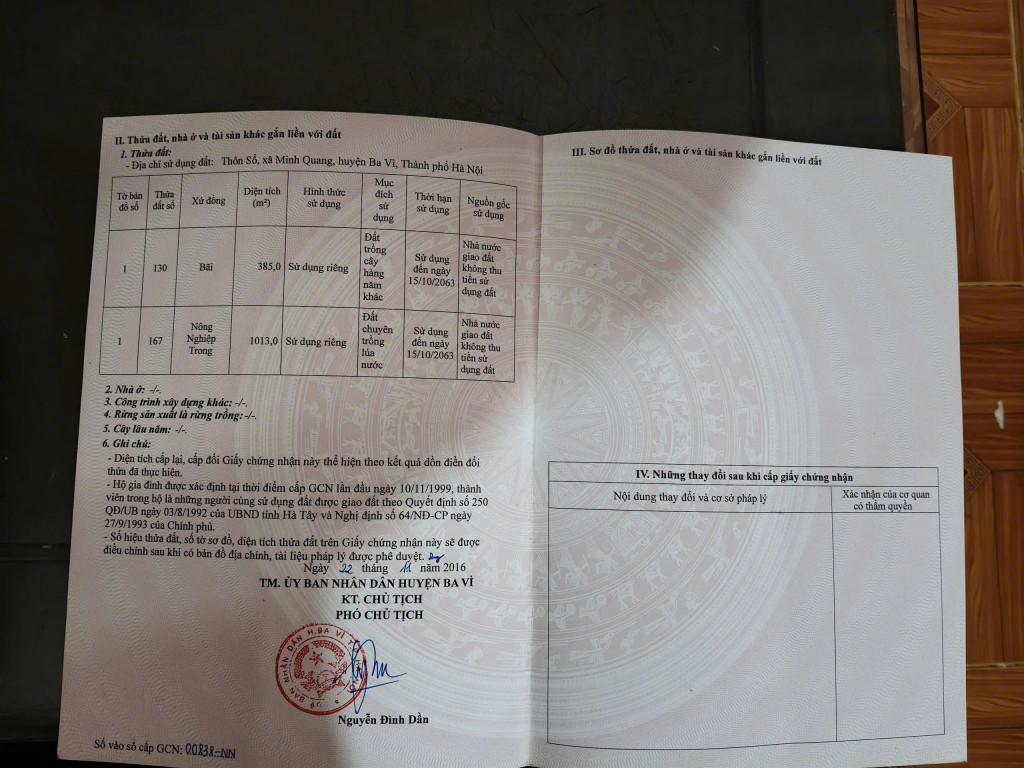 II. Thửa đất, nhà ở và tài sản khác gắn liền với đất
1. Thửa đất:
- Địa chỉ sử dụng đất: Thôn Sổ, xã Minh Quang, huyện Ba Vì, Thành phố Hà Nội
Tờ bản đồ số | Thửa đất số | Xứ đồng | Diện tích (m²) | Hình thức sử dụng | Mục đích sử dụng | Thời hạn sử dụng | Nguồn gốc sử dụng
1 | 130 | Bãi | 385,0 | Sử dụng riêng | Đất trồng cây hàng năm khác | Sử dụng đến ngày 15/10/2063 | Nhà nước giao đất không thu tiền sử dụng đất
1 | 167 | Nông Nghiệp Trong | 1013,0 | Sử dụng riêng | Đất chuyên trồng lúa nước | Sử dụng đến ngày 15/10/2063 | Nhà nước giao đất không thu tiền sử dụng đất
2. Nhà ở: -/-.
3. Công trình xây dựng khác: -/-.
4. Rừng sản xuất là rừng trồng: -/-.
5. Cây lâu năm: -/-.
6. Ghi chú:
- Diện tích cấp lại, cấp đổi Giấy chứng nhận này thể hiện theo kết quả dồn điền đổi
thửa đã thực hiện.
- Hộ gia đình được xác định tại thời điểm cấp GCN lần đầu ngày 10/11/1999, thành
viên trong hộ là những người cùng sử dụng đất được giao đất theo Quyết định số 250
QĐ/UB ngày 03/8/1992 của UBND tỉnh Hà Tây và Nghị định số 64/NĐ-CP ngày
27/9/1993 của Chính phủ.
- Số hiệu thửa đất, số tờ sơ đồ, diện tích thửa đất trên Giấy chứng nhận này sẽ được
điều chỉnh sau khi có bản đồ địa chính, tài liệu pháp lý được phê duyệt.
Ngày 22 tháng 11 năm 2016
TM. ỦY BAN NHÂN DÂN HUYỆN BA VÌ
KT. CHỦ TỊCH
PHÓ CHỦ TỊCH
Nguyễn Đình Dần
Số vào sổ cấp GCN: 00838-NN
III. Sơ đồ thửa đất, nhà ở và tài sản khác gắn liền với đất
IV. Những thay đổi sau khi cấp giấy chứng nhận
Nội dung thay đổi và cơ sở pháp lý | Xác nhận của cơ quan có thẩm quyền